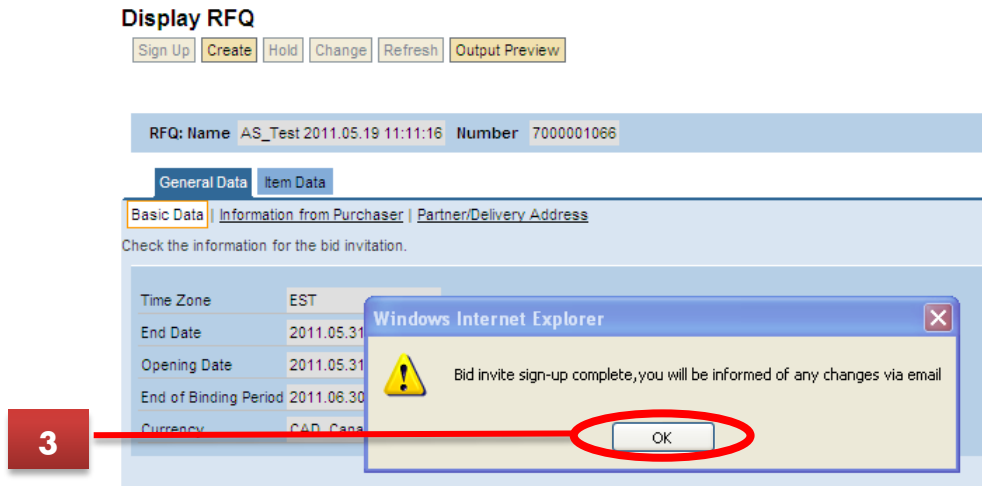 Display RFQ
Sign Up Create Hold Change Refresh Output Preview
RFQ: Name AS_Test 2011.05.19 11:11:16 Number 7000001066
General Data Item Data
Basic Data | Information from Purchaser | Partner/Delivery Address
Check the information for the bid invitation.
Time Zone EST
End Date 2011.05.31
Opening Date 2011.05.31
End of Binding Period 2011.06.30
Currency CAD
Windows Internet Explorer
Bid invite sign-up complete,you will be informed of any changes via email
OK
3